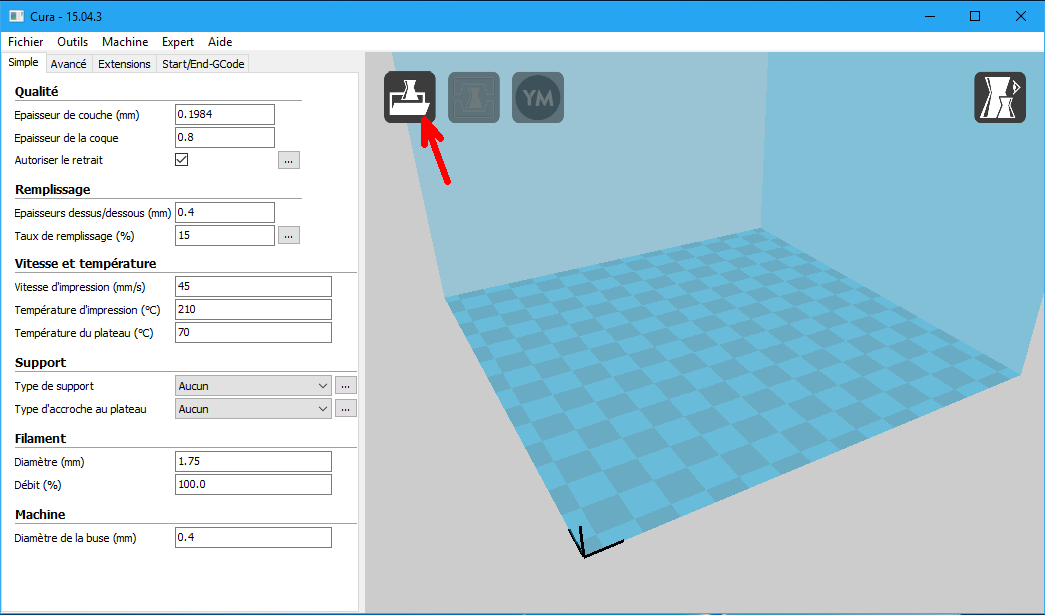 Cura - 15.04.3
Fichier Outils Machine Expert Aide
Simple Avancé Extensions Start/End-GCode
Qualité
Epaisseur de couche (mm) 0.1984
Epaisseur de la coque 0.8
Autoriser le retrait ...
Remplissage
Epaisseurs dessus/dessous (mm) 0.4
Taux de remplissage (%) 15 ...
Vitesse et température
Vitesse d'impression (mm/s) 45
Température d'impression (°C) 210
Température du plateau (°C) 70
Support
Type de support Aucun ...
Type d'accroche au plateau Aucun ...
Filament
Diamètre (mm) 1.75
Débit (%) 100.0
Machine
Diamètre de la buse (mm) 0.4
YM